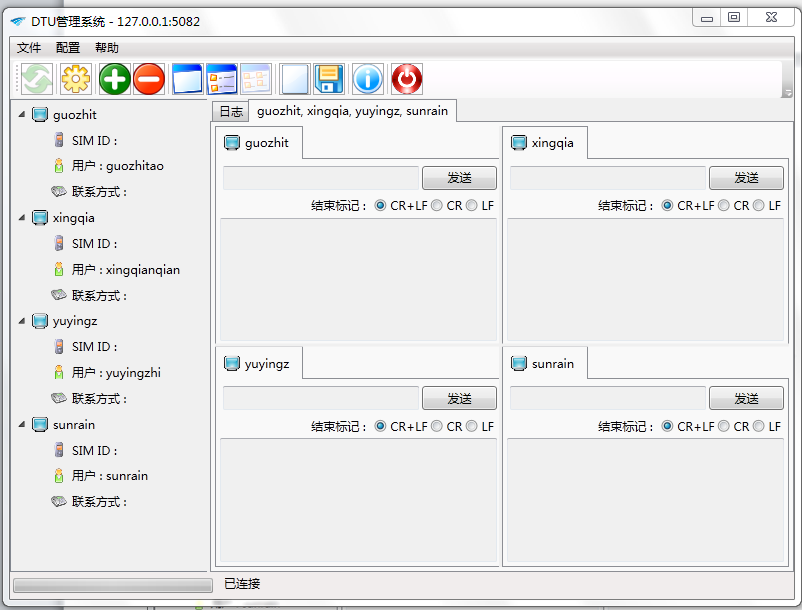 DTU管理系统 - 127.0.0.1:5082
文件 配置 帮助
guozhit
SIM ID :
用户 : guozhitao
联系方式 :
xingqia
SIM ID :
用户 : xingqianqian
联系方式 :
yuyingz
SIM ID :
用户 : yuyingzhi
联系方式 :
sunrain
SIM ID :
用户 : sunrain
联系方式 :
日志 guozhit, xingqia, yuyingz, sunrain
guozhit
发送
结束标记 : CR+LF CR LF
xingqia
发送
结束标记 : CR+LF CR LF
yuyingz
发送
结束标记 : CR+LF CR LF
sunrain
发送
结束标记 : CR+LF CR LF
已连接